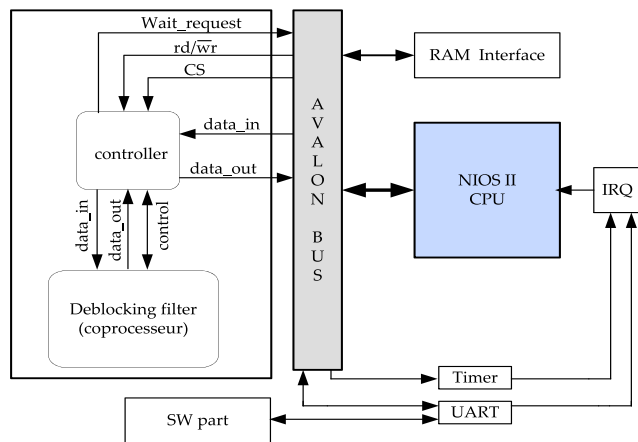 Wait_request
rd/w̅r
CS
data_in
data_out
controller
data_in
data_out
control
Deblocking filter
(coprocesseur)
A
V
A
L
O
N
B
U
S
RAM Interface
NIOS II
CPU
IRQ
Timer
UART
SW part